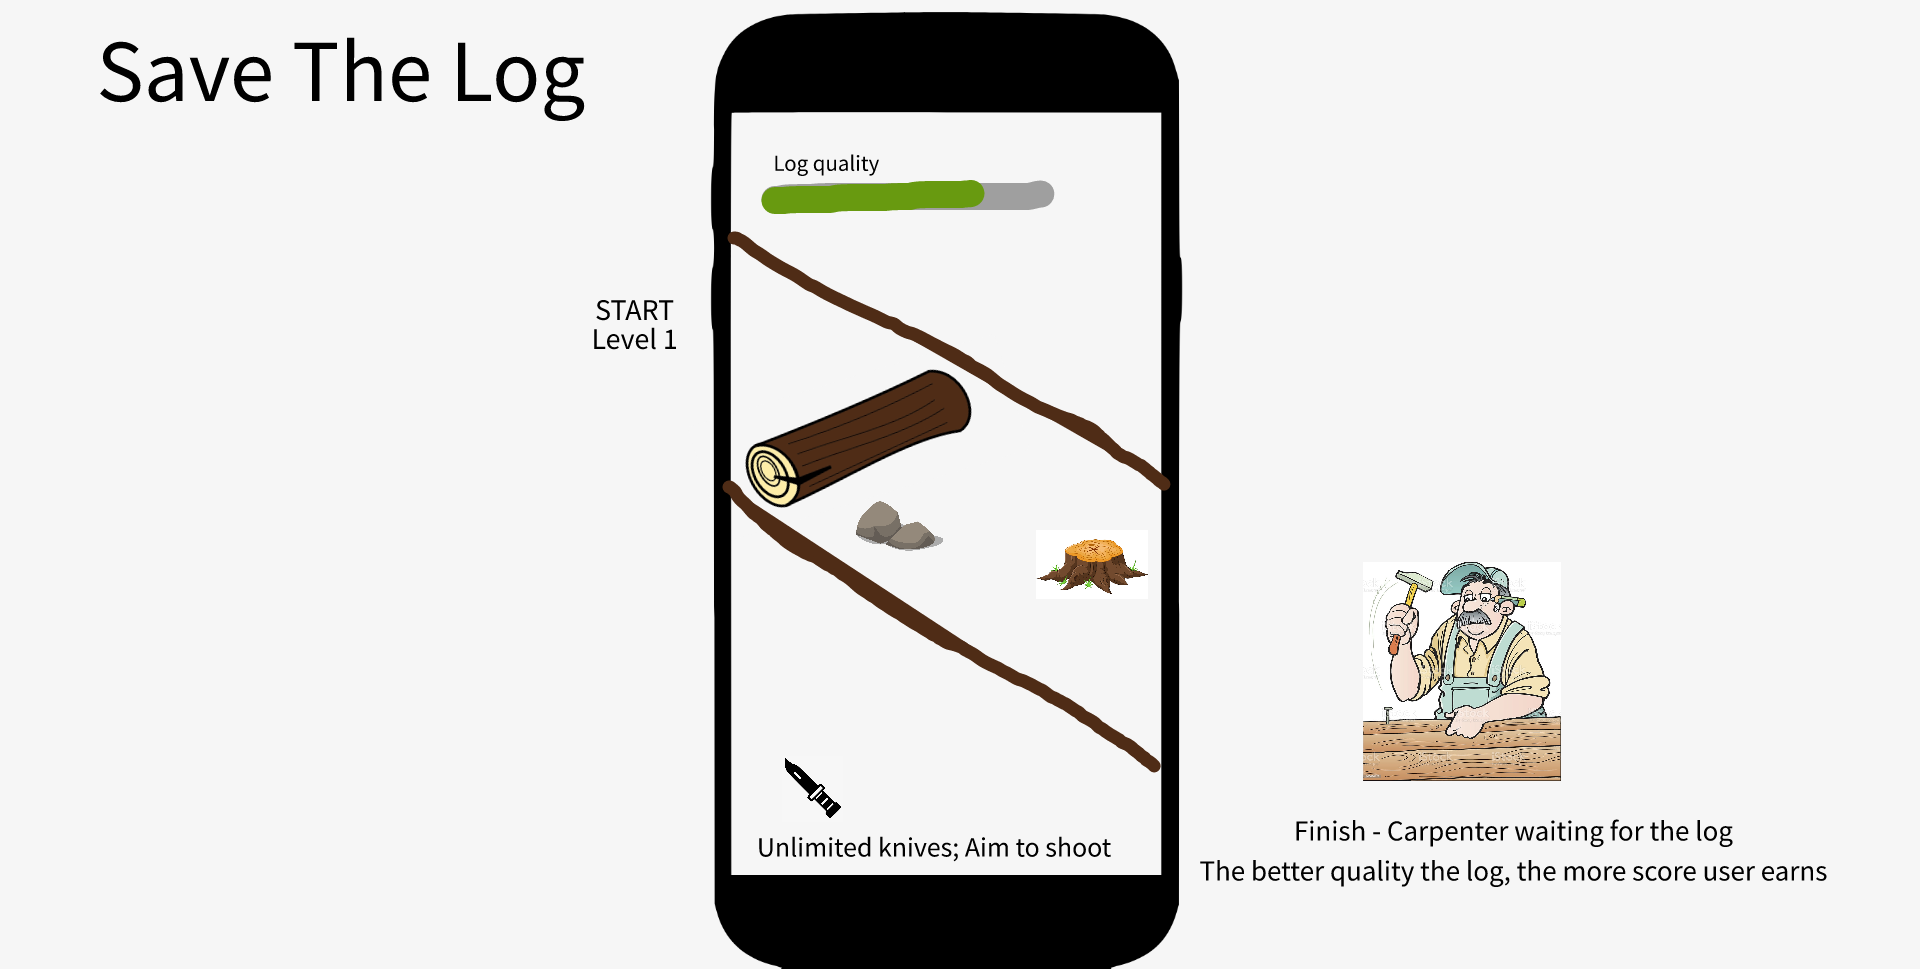 Save The Log
Log quality
START
Level 1
Unlimited knives; Aim to shoot
Finish - Carpenter waiting for the log
The better quality the log, the more score user earns